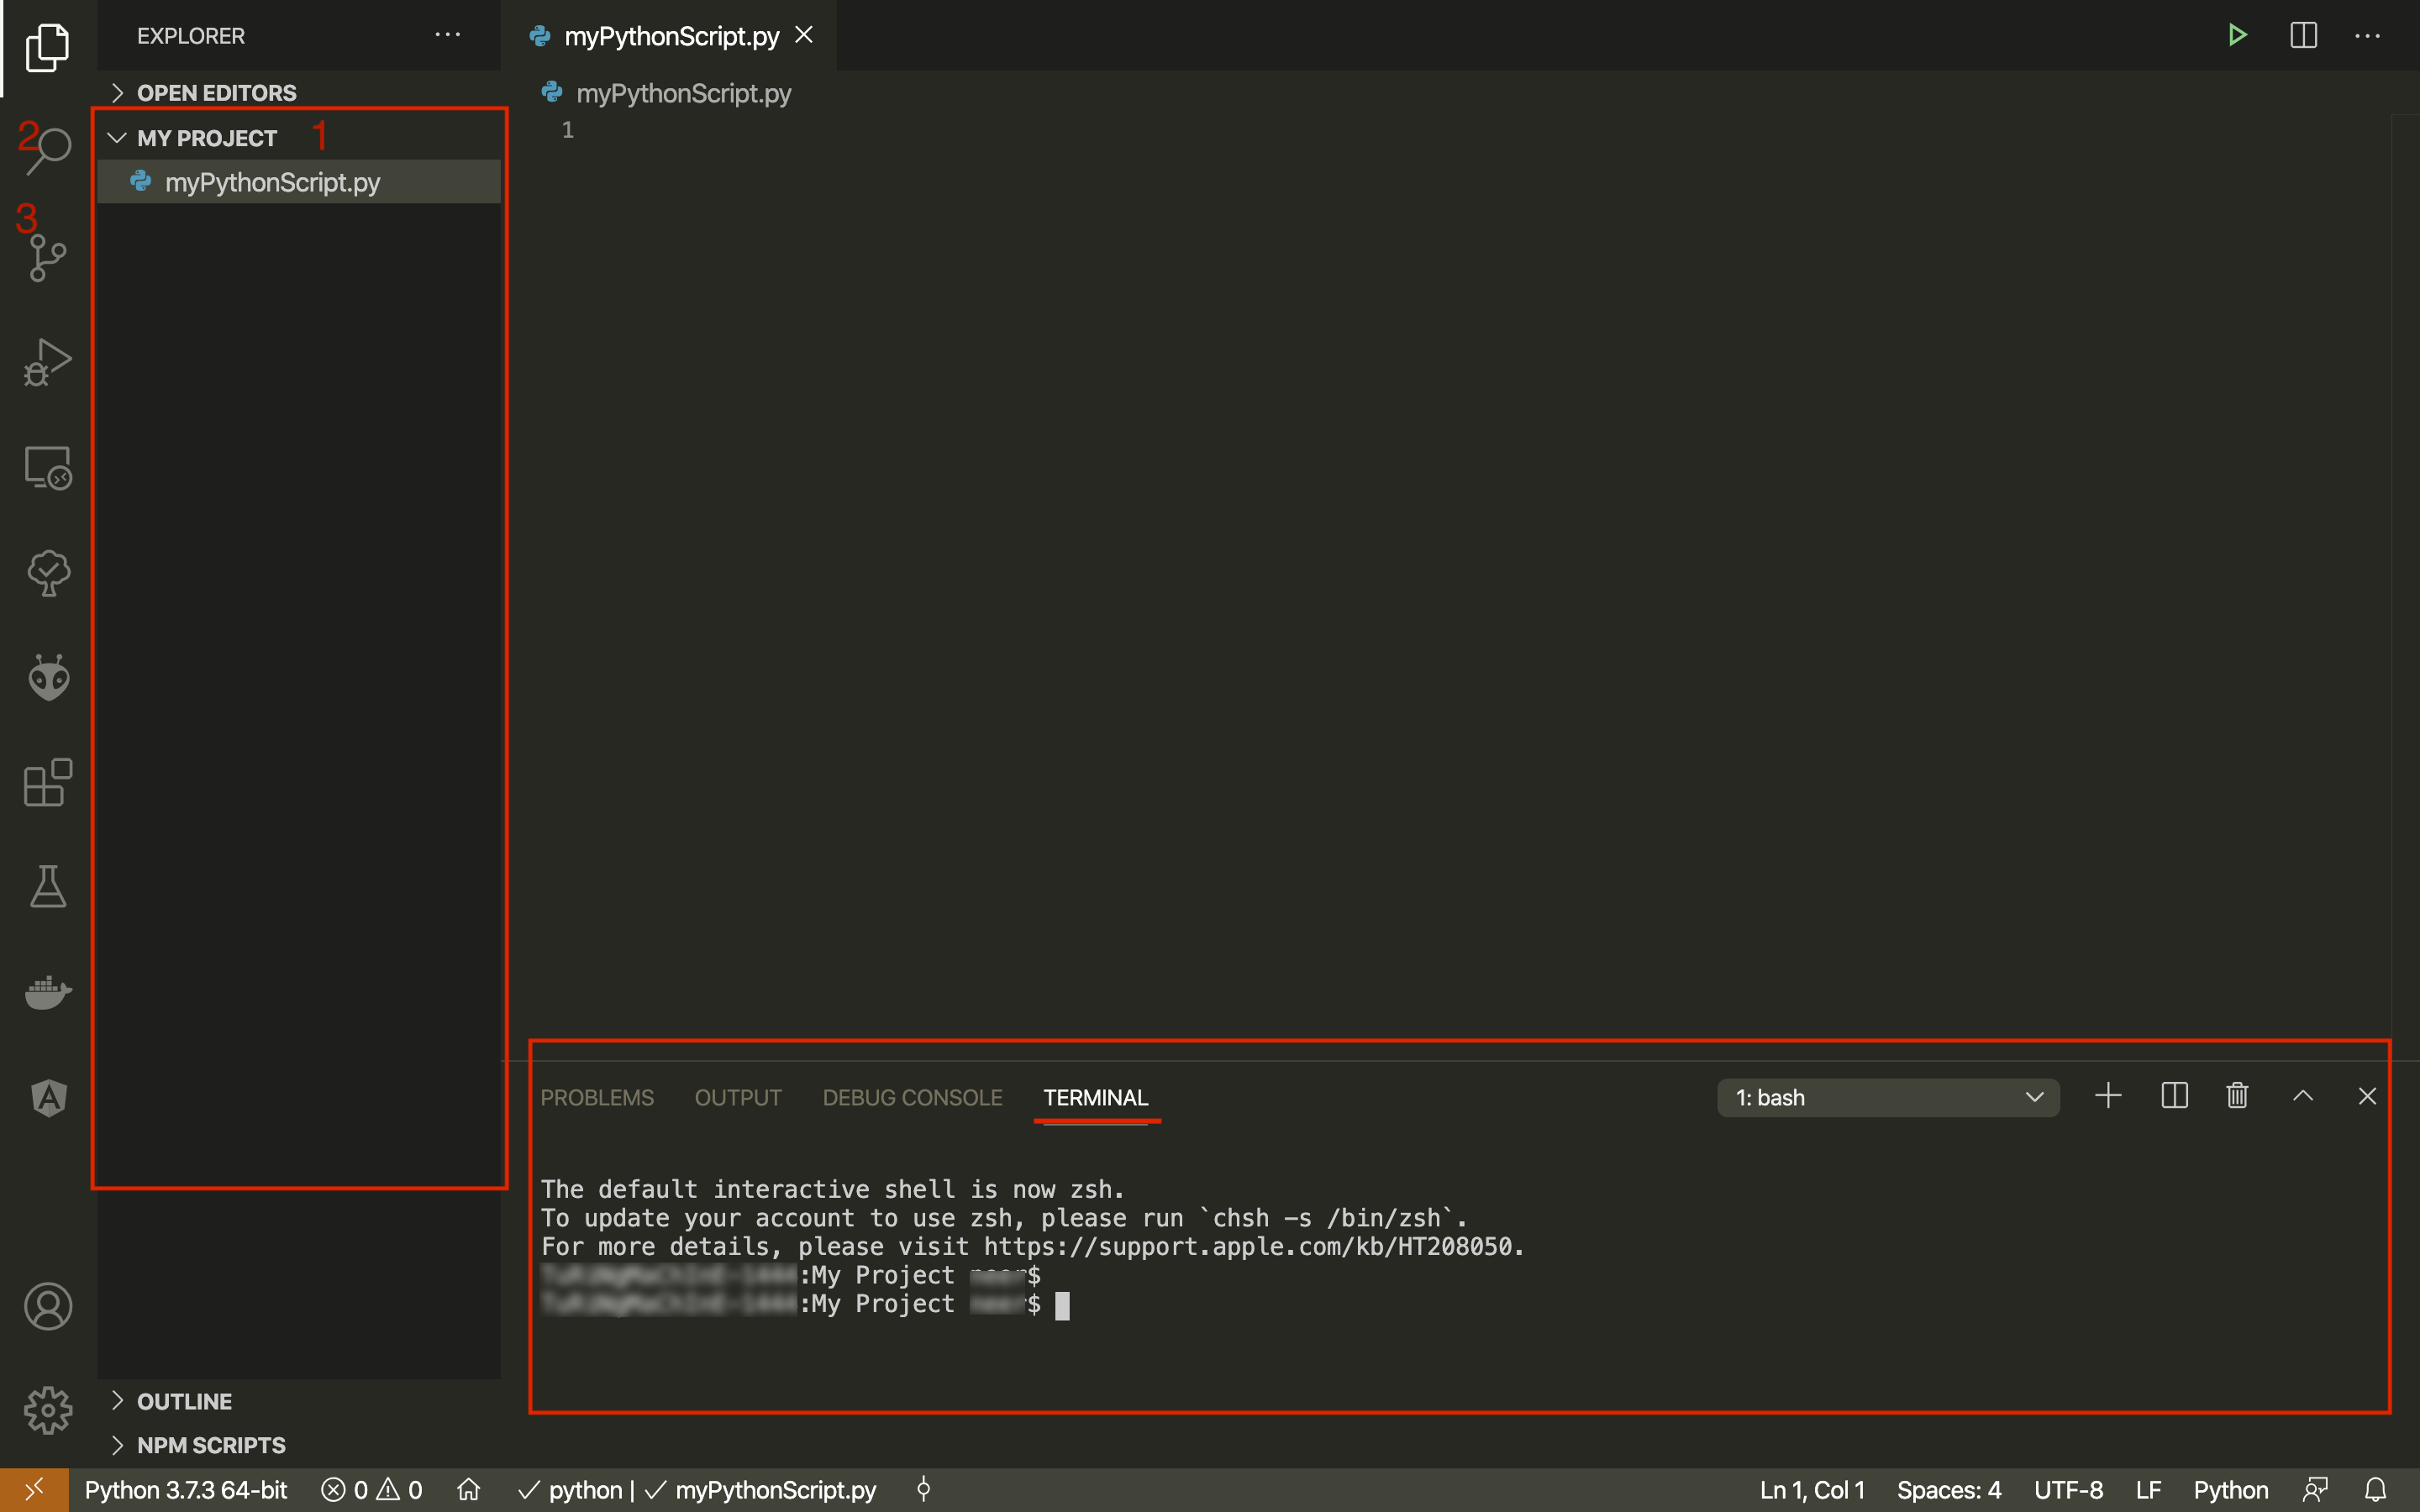 EXPLORER
OPEN EDITORS
2
MY PROJECT 1
myPythonScript.py
3
OUTLINE
NPM SCRIPTS
myPythonScript.py
myPythonScript.py
1
PROBLEMS OUTPUT DEBUG CONSOLE TERMINAL 1: bash
The default interactive shell is now zsh.
To update your account to use zsh, please run `chsh -s /bin/zsh`.
For more details, please visit https://support.apple.com/kb/HT208050.
:My Project $
:My Project $
Python 3.7.3 64-bit 0 0 python | myPythonScript.py Ln 1, Col 1 Spaces: 4 UTF-8 LF Python